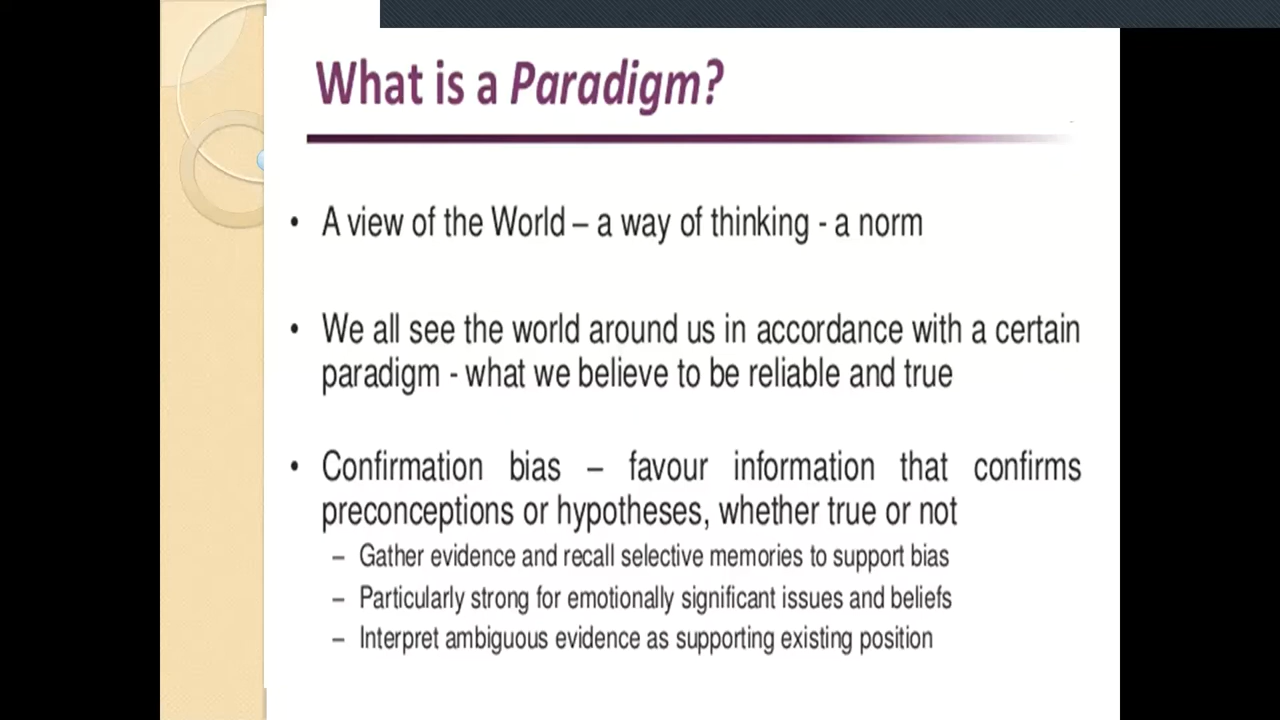 What is a Paradigm?
• A view of the World – a way of thinking - a norm
• We all see the world around us in accordance with a certain
paradigm - what we believe to be reliable and true
• Confirmation bias – favour information that confirms
preconceptions or hypotheses, whether true or not
– Gather evidence and recall selective memories to support bias
– Particularly strong for emotionally significant issues and beliefs
– Interpret ambiguous evidence as supporting existing position